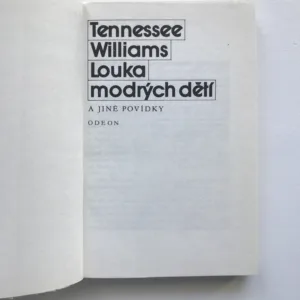 Tennessee
Williams
Louka
modrých dětí
A JINÉ POVÍDKY
ODEON